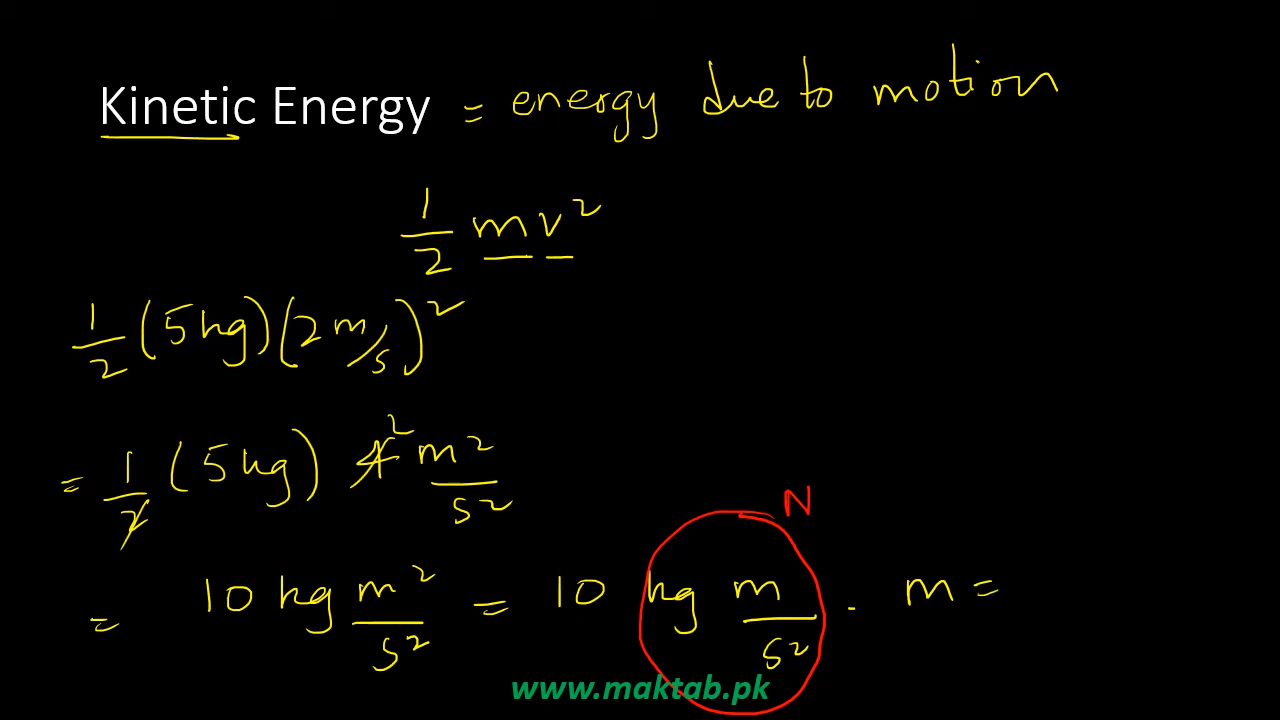 Kinetic Energy = energy due to motion
1/2 mv²
1/2 (5kg)(2 m/s)²
= 1/2 (5kg) 4² m²/s²
N
= 10 kg m²/s² = 10 kg m/s² . m =
www.maktab.pk